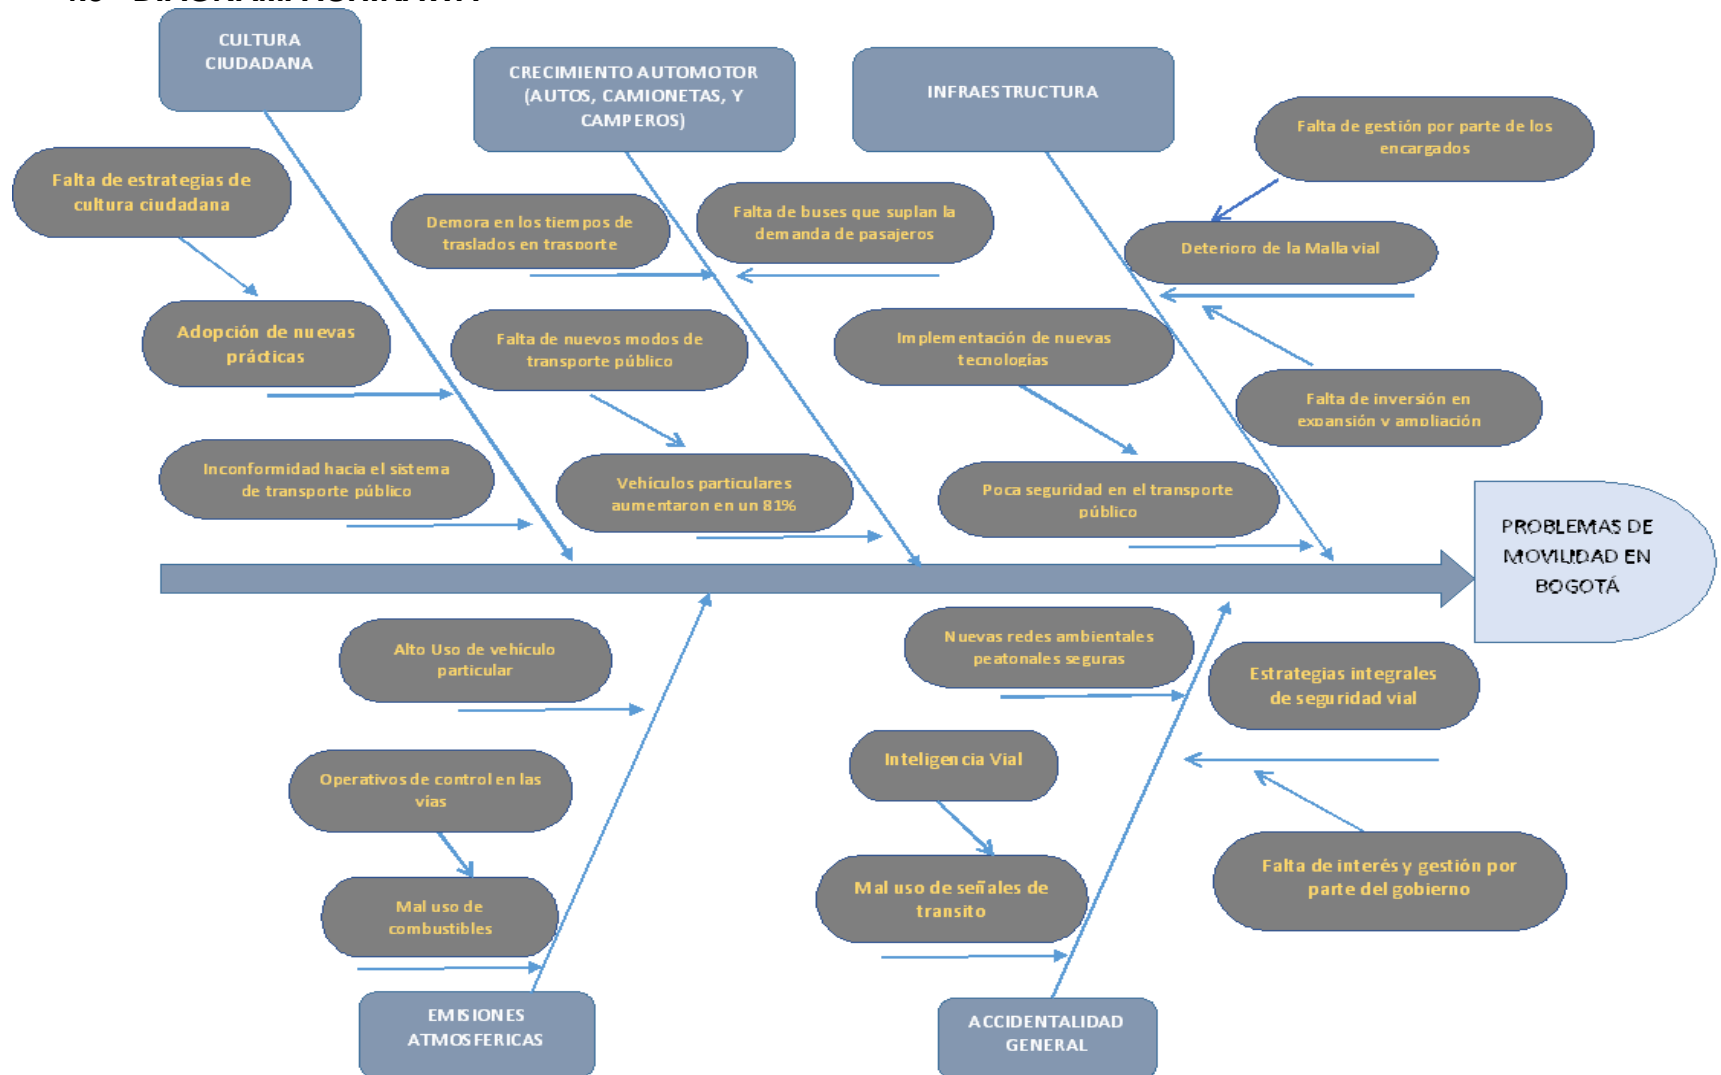 CULTURA
CIUDADANA
CRECIMIENTO AUTOMOTOR
(AUTOS, CAMIONETAS, Y
CAMPEROS)
INFRAESTRUCTURA
Falta de gestión por parte de los
encargados
Falta de estrategias de
cultura ciudadana
Demora en los tiempos de
traslados en trasporte
Falta de buses que suplan la
demanda de pasajeros
Deterioro de la Malla vial
Adopción de nuevas
prácticas
Falta de nuevos modos de
transporte público
Implementación de nuevas
tecnologías
Falta de inversión en
expansión y ampliación
Inconformidad hacia el sistema
de transporte público
Vehículos particulares
aumentaron en un 81%
Poca seguridad en el transporte
público
PROBLEMAS DE
MOVILIDAD EN
BOGOTÁ
Alto Uso de vehículo
particular
Nuevas redes ambientales
peatonales seguras
Estrategias integrales
de seguridad vial
Operativos de control en las
vías
Inteligencia Vial
Mal uso de
combustibles
Mal uso de señales de
transito
Falta de interés y gestión por
parte del gobierno
EMISIONES
ATMOSFERICAS
ACCIDENTALIDAD
GENERAL